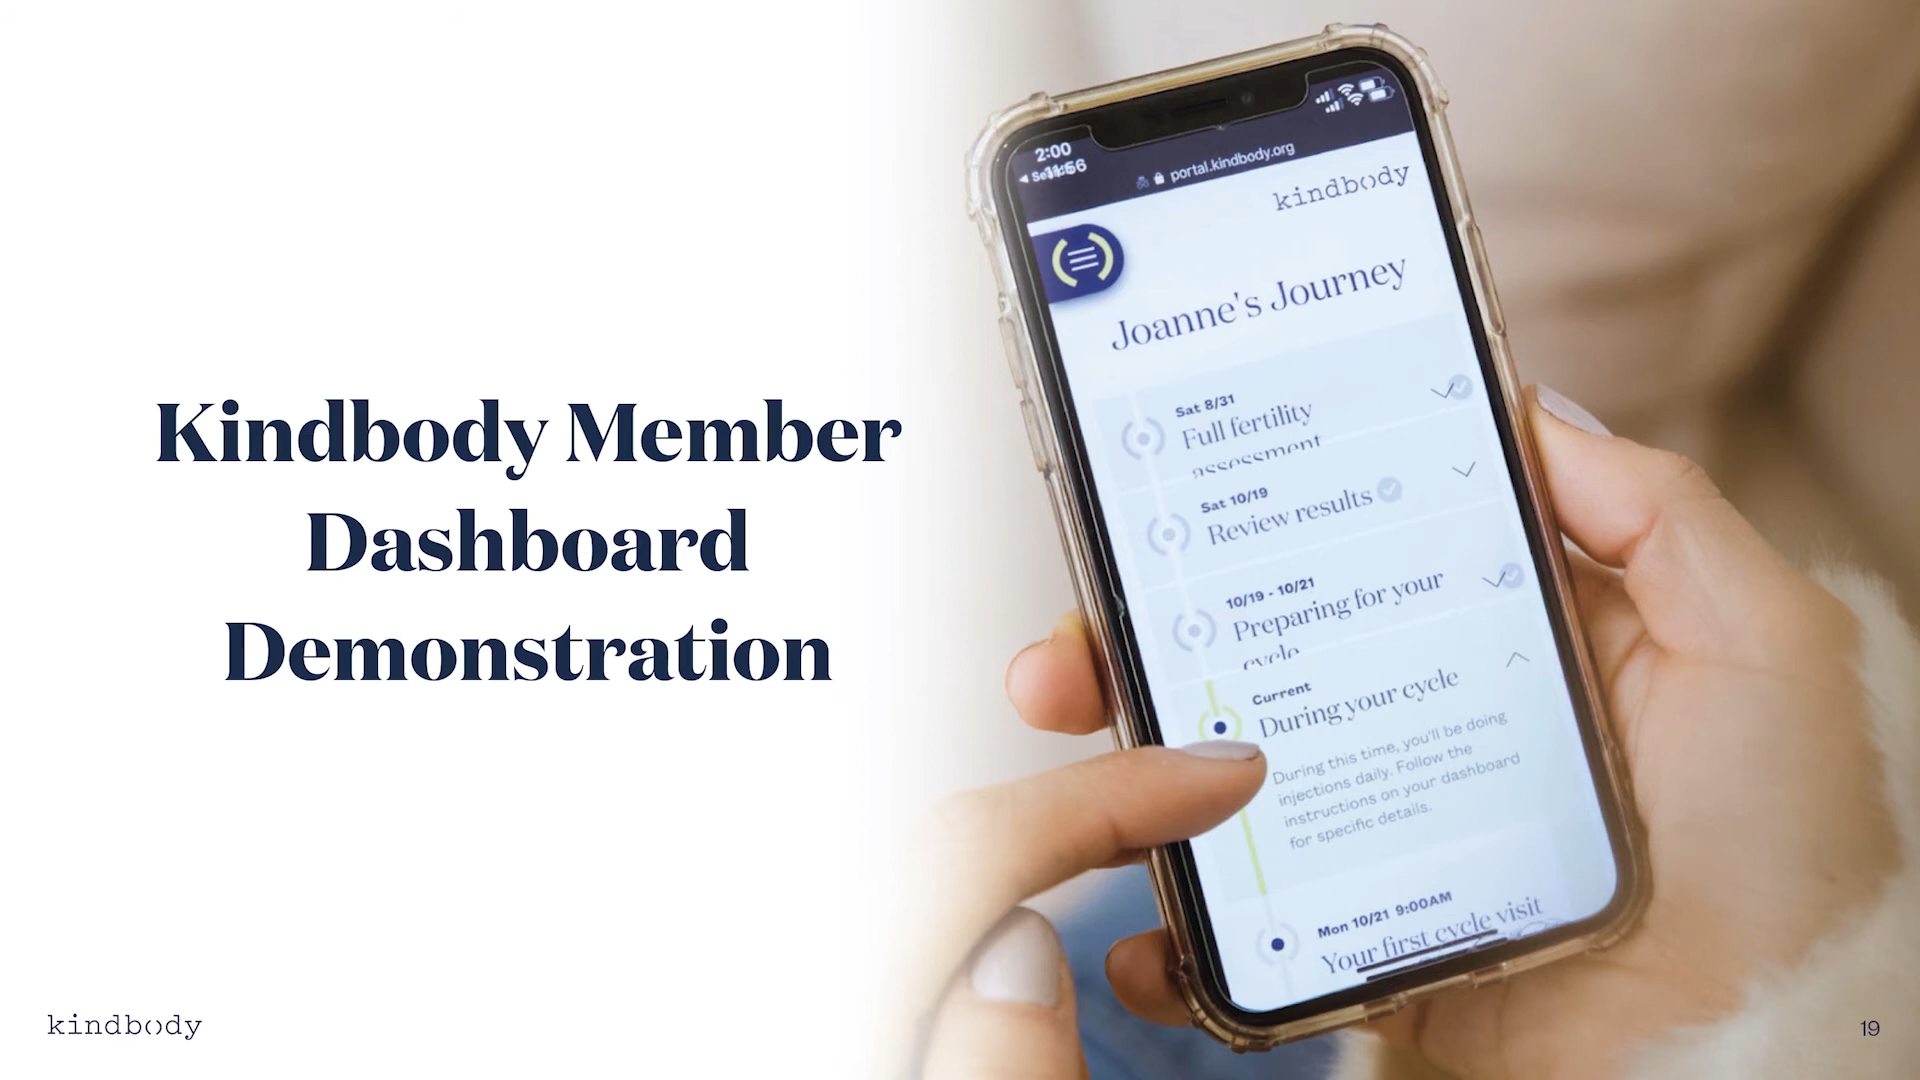 Kindbody Member
Dashboard
Demonstration
kindbody
19
2:00
portal.kindbody.org
kindbody
Joanne's Journey
Sat 8/31
Full fertility
assessment
Sat 10/19
Review results
10/19 - 10/21
Preparing for your
cycle
Current
During your cycle
During this time, you'll be doing
injections daily. Follow the
instructions on your dashboard
for specific details.
Mon 10/21 9:00AM
Your first cycle visit